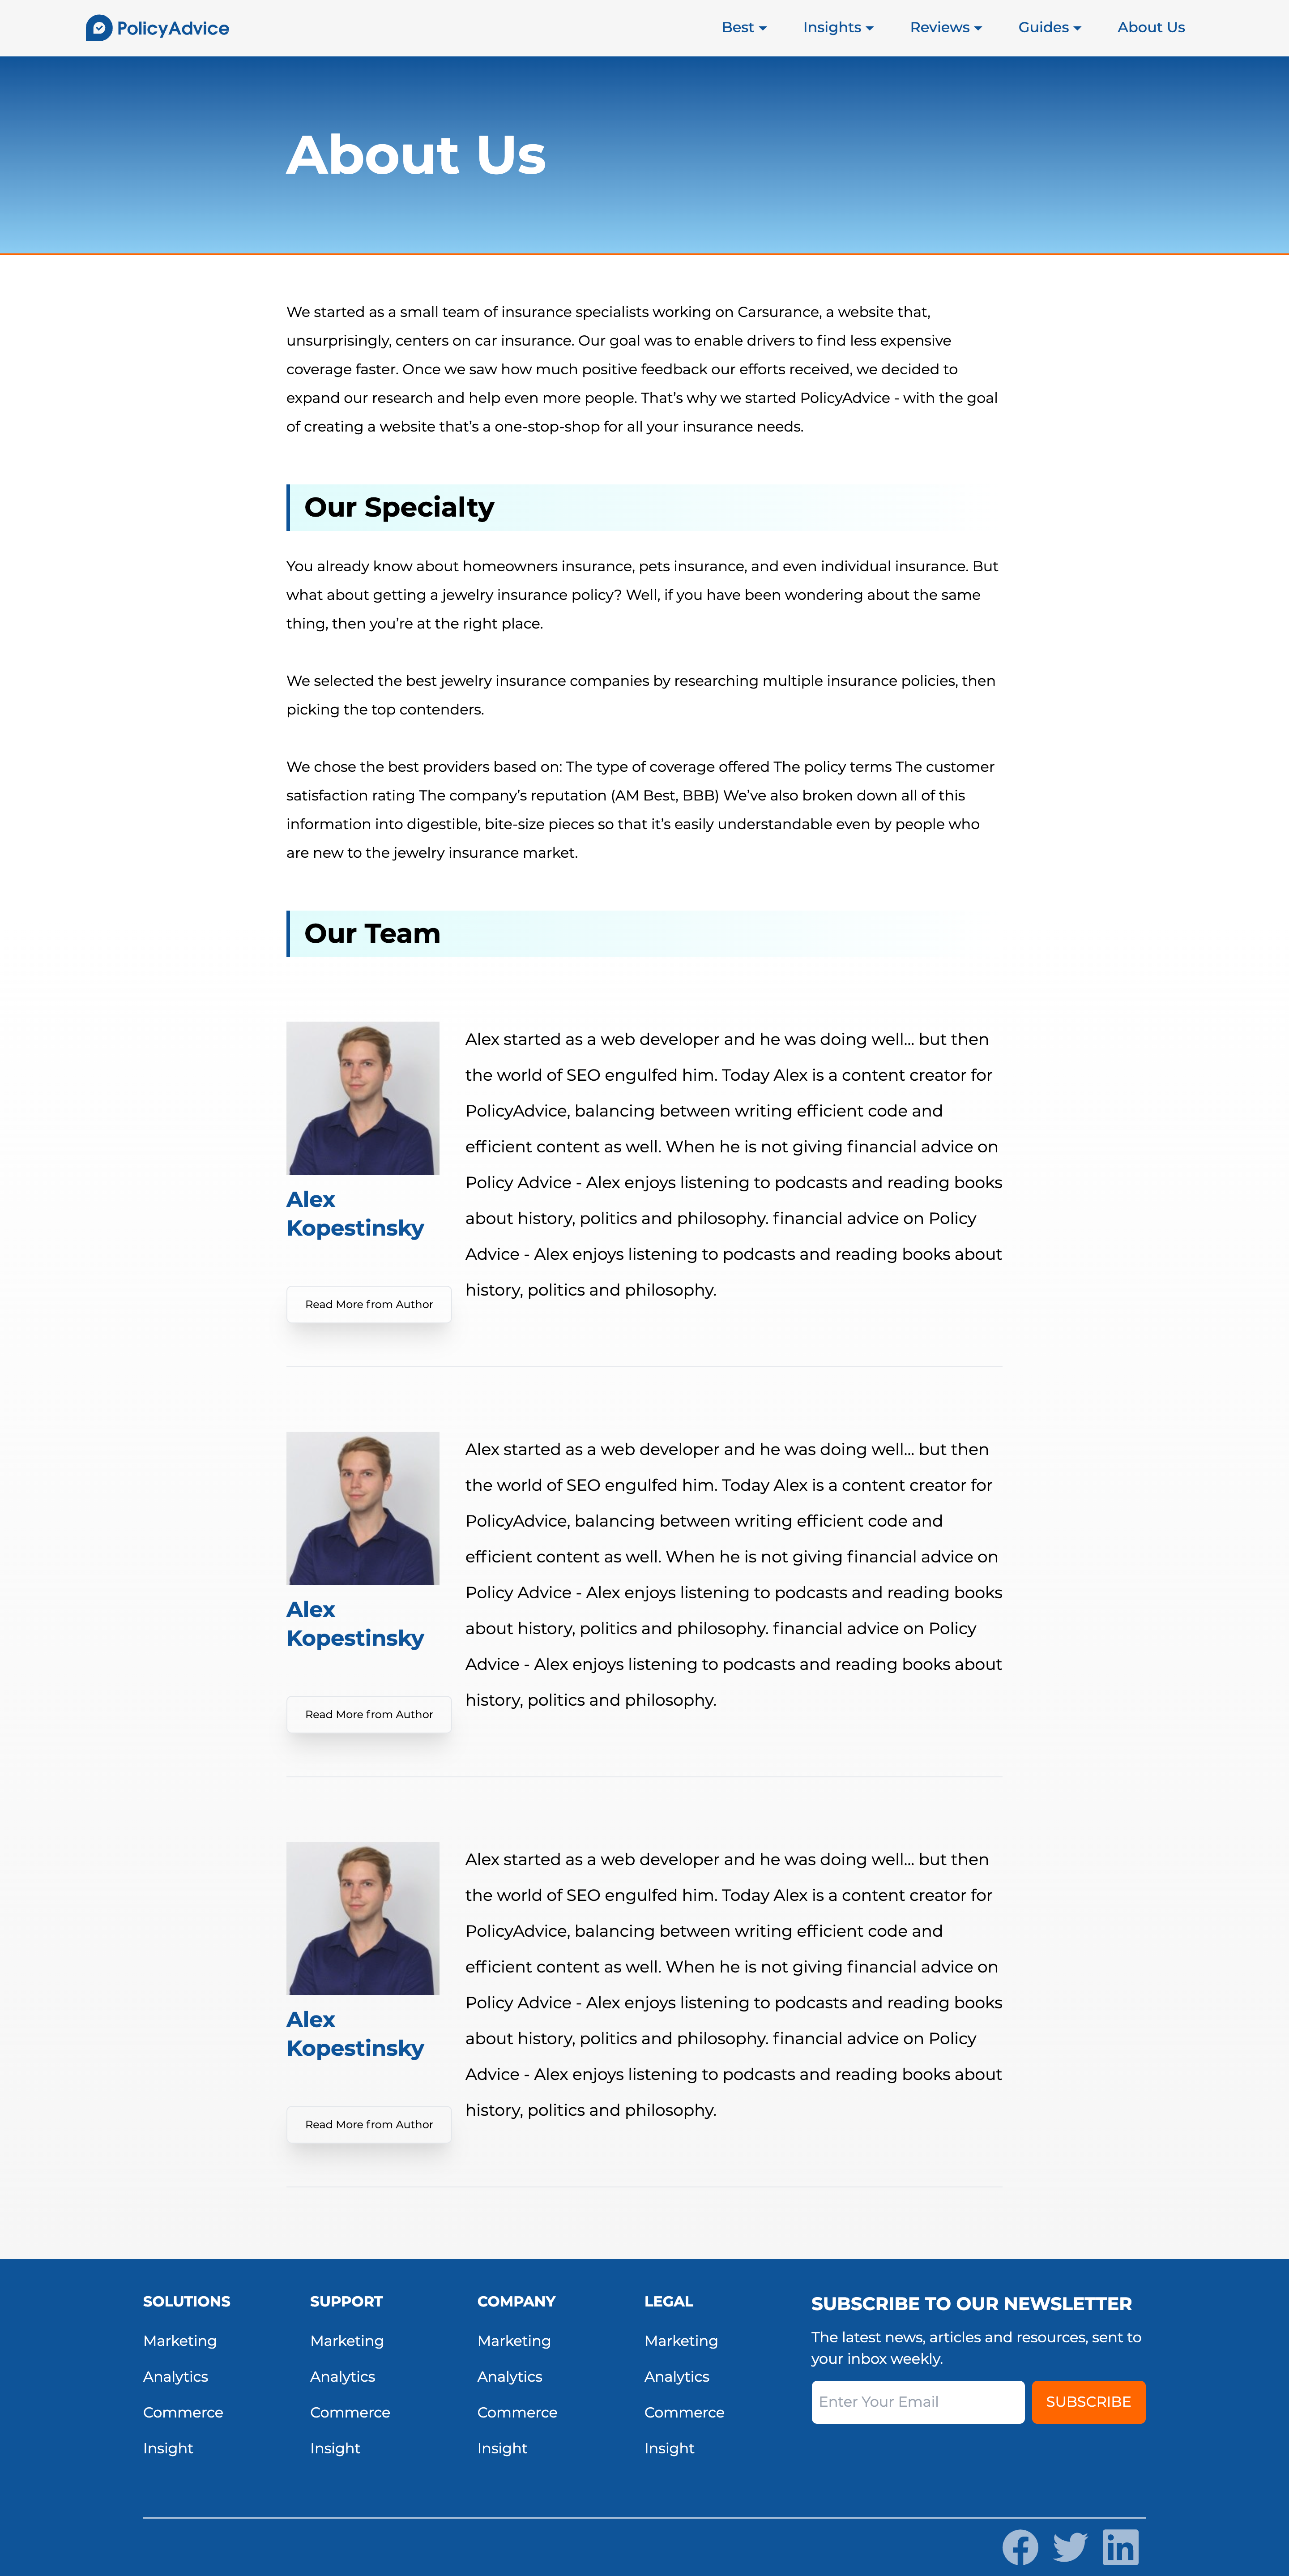 PolicyAdvice
Best
Insights
Reviews
Guides
About Us
About Us
We started as a small team of insurance specialists working on Carsurance, a website that,
unsurprisingly, centers on car insurance. Our goal was to enable drivers to find less expensive
coverage faster. Once we saw how much positive feedback our efforts received, we decided to
expand our research and help even more people. That’s why we started PolicyAdvice - with the goal
of creating a website that’s a one-stop-shop for all your insurance needs.
Our Specialty
You already know about homeowners insurance, pets insurance, and even individual insurance. But
what about getting a jewelry insurance policy? Well, if you have been wondering about the same
thing, then you’re at the right place.
We selected the best jewelry insurance companies by researching multiple insurance policies, then
picking the top contenders.
We chose the best providers based on: The type of coverage offered The policy terms The customer
satisfaction rating The company’s reputation (AM Best, BBB) We’ve also broken down all of this
information into digestible, bite-size pieces so that it’s easily understandable even by people who
are new to the jewelry insurance market.
Our Team
Alex
Kopestinsky
Read More from Author
Alex started as a web developer and he was doing well... but then
the world of SEO engulfed him. Today Alex is a content creator for
PolicyAdvice, balancing between writing efficient code and
efficient content as well. When he is not giving financial advice on
Policy Advice - Alex enjoys listening to podcasts and reading books
about history, politics and philosophy. financial advice on Policy
Advice - Alex enjoys listening to podcasts and reading books about
history, politics and philosophy.
Alex
Kopestinsky
Read More from Author
Alex started as a web developer and he was doing well... but then
the world of SEO engulfed him. Today Alex is a content creator for
PolicyAdvice, balancing between writing efficient code and
efficient content as well. When he is not giving financial advice on
Policy Advice - Alex enjoys listening to podcasts and reading books
about history, politics and philosophy. financial advice on Policy
Advice - Alex enjoys listening to podcasts and reading books about
history, politics and philosophy.
Alex
Kopestinsky
Read More from Author
Alex started as a web developer and he was doing well... but then
the world of SEO engulfed him. Today Alex is a content creator for
PolicyAdvice, balancing between writing efficient code and
efficient content as well. When he is not giving financial advice on
Policy Advice - Alex enjoys listening to podcasts and reading books
about history, politics and philosophy. financial advice on Policy
Advice - Alex enjoys listening to podcasts and reading books about
history, politics and philosophy.
SOLUTIONS
Marketing
Analytics
Commerce
Insight
SUPPORT
Marketing
Analytics
Commerce
Insight
COMPANY
Marketing
Analytics
Commerce
Insight
LEGAL
Marketing
Analytics
Commerce
Insight
SUBSCRIBE TO OUR NEWSLETTER
The latest news, articles and resources, sent to
your inbox weekly.
Enter Your Email
SUBSCRIBE